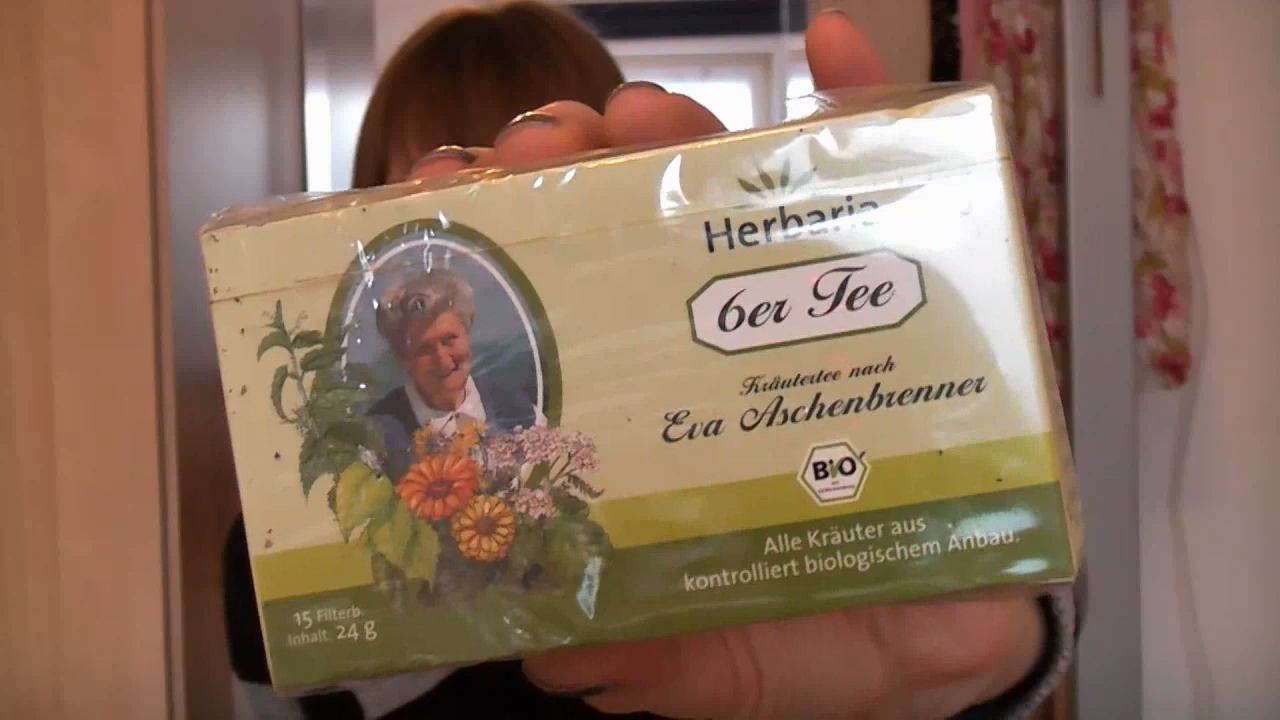 Herbaria
6er Tee
Kräutertee nach
Eva Aschenbrenner
BIO
Alle Kräuter aus
kontrolliert biologischem Anbau.
15 Filterb.
Inhalt: 24 g